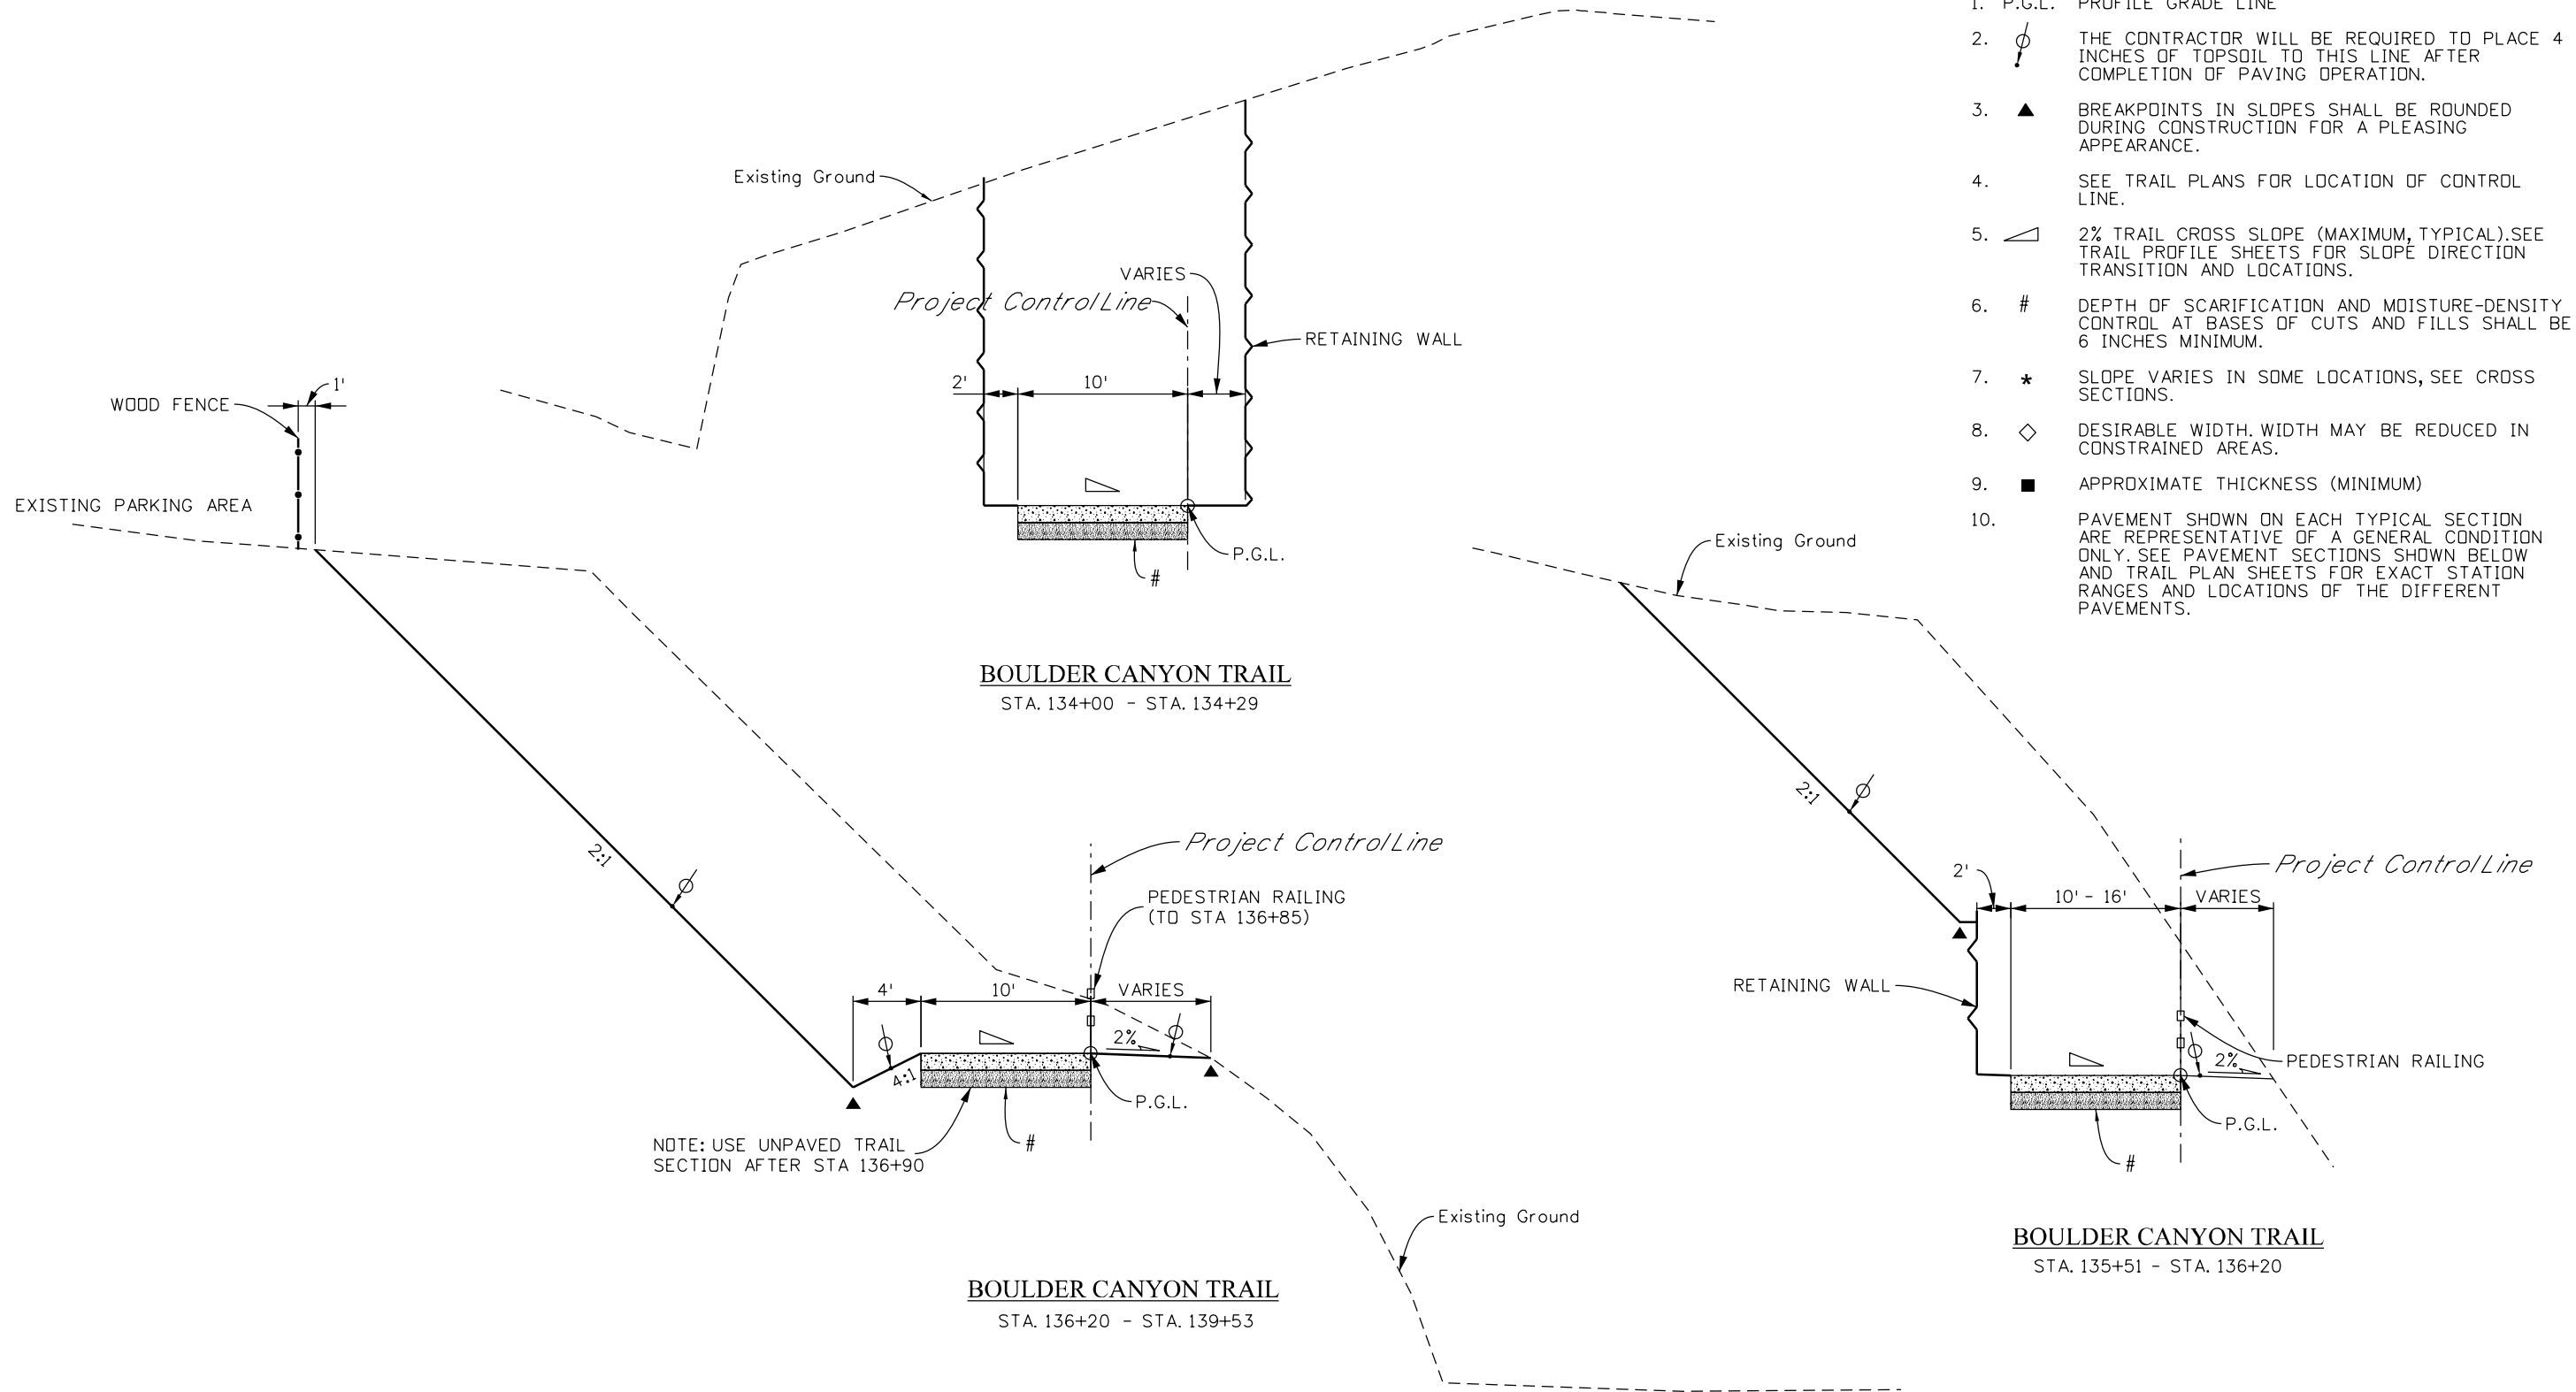 1. P.G.L. PROFILE GRADE LINE
2. THE CONTRACTOR WILL BE REQUIRED TO PLACE 4
INCHES OF TOPSOIL TO THIS LINE AFTER
COMPLETION OF PAVING OPERATION.
3. ▲ BREAKPOINTS IN SLOPES SHALL BE ROUNDED
DURING CONSTRUCTION FOR A PLEASING
APPEARANCE.
4. SEE TRAIL PLANS FOR LOCATION OF CONTROL
LINE.
5. 2% TRAIL CROSS SLOPE (MAXIMUM, TYPICAL).SEE
TRAIL PROFILE SHEETS FOR SLOPE DIRECTION
TRANSITION AND LOCATIONS.
6. # DEPTH OF SCARIFICATION AND MOISTURE-DENSITY
CONTROL AT BASES OF CUTS AND FILLS SHALL BE
6 INCHES MINIMUM.
7. * SLOPE VARIES IN SOME LOCATIONS, SEE CROSS
SECTIONS.
8. ◇ DESIRABLE WIDTH. WIDTH MAY BE REDUCED IN
CONSTRAINED AREAS.
9. ■ APPROXIMATE THICKNESS (MINIMUM)
10. PAVEMENT SHOWN ON EACH TYPICAL SECTION
ARE REPRESENTATIVE OF A GENERAL CONDITION
ONLY. SEE PAVEMENT SECTIONS SHOWN BELOW
AND TRAIL PLAN SHEETS FOR EXACT STATION
RANGES AND LOCATIONS OF THE DIFFERENT
PAVEMENTS.
Existing Ground
VARIES
Project Control Line
RETAINING WALL
2'
10'
P.G.L.
#
BOULDER CANYON TRAIL
STA. 134+00 - STA. 134+29
1'
WOOD FENCE
EXISTING PARKING AREA
2:1
Project Control Line
PEDESTRIAN RAILING
(TO STA 136+85)
4'
10'
VARIES
2%
4:1
P.G.L.
NOTE: USE UNPAVED TRAIL
SECTION AFTER STA 136+90
#
Existing Ground
BOULDER CANYON TRAIL
STA. 136+20 - STA. 139+53
Existing Ground
2:1
2'
Project Control Line
10' - 16'
VARIES
RETAINING WALL
2%
PEDESTRIAN RAILING
P.G.L.
#
BOULDER CANYON TRAIL
STA. 135+51 - STA. 136+20